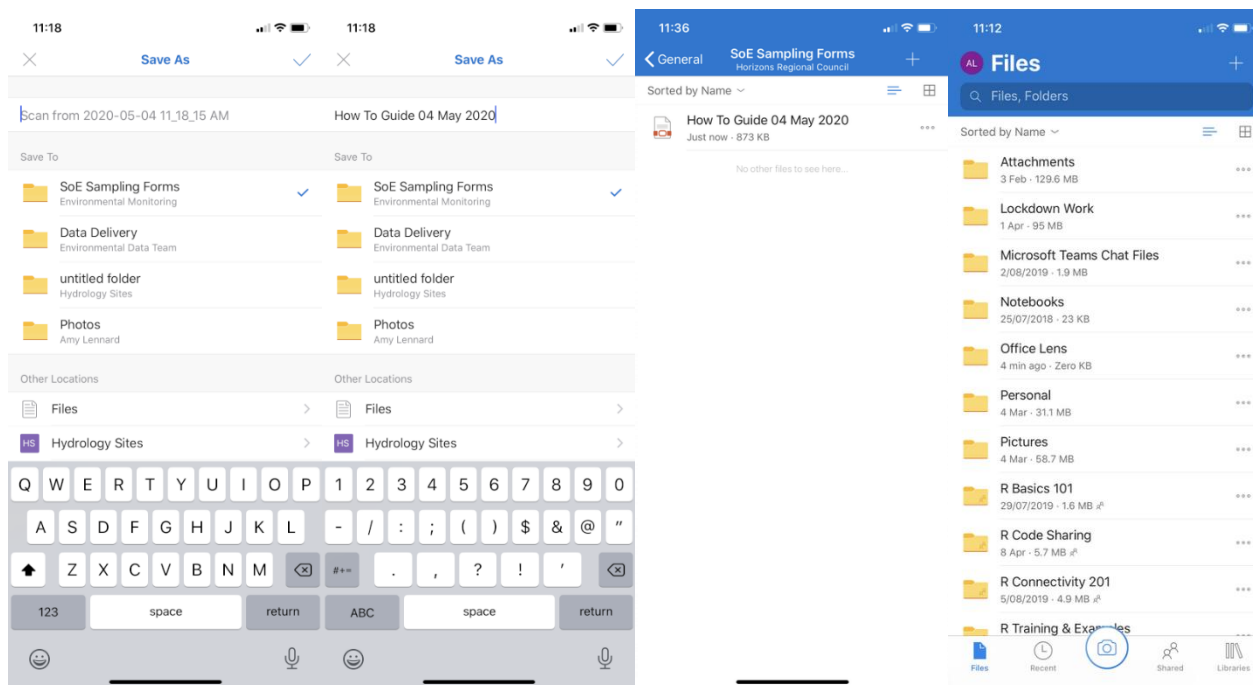 11:18
Save As
Scan from 2020-05-04 11_18_15 AM
Save To
SoE Sampling Forms
Environmental Monitoring
Data Delivery
Environmental Data Team
untitled folder
Hydrology Sites
Photos
Amy Lennard
Other Locations
Files
HS Hydrology Sites
Q W E R T Y U I O P
A S D F G H J K L
Z X C V B N M
123 space return
11:18
Save As
How To Guide 04 May 2020
Save To
SoE Sampling Forms
Environmental Monitoring
Data Delivery
Environmental Data Team
untitled folder
Hydrology Sites
Photos
Amy Lennard
Other Locations
Files
HS Hydrology Sites
1 2 3 4 5 6 7 8 9 0
- / : ; ( ) $ & @ "
#+= . , ? ! '
ABC space return
11:36
General
SoE Sampling Forms
Horizons Regional Council
Sorted by Name
How To Guide 04 May 2020
Just now · 873 KB
No other files to see here...
11:12
AL Files
Files, Folders
Sorted by Name
Attachments
3 Feb · 129.6 MB
Lockdown Work
1 Apr · 95 MB
Microsoft Teams Chat Files
2/08/2019 · 1.9 MB
Notebooks
25/07/2018 · 23 KB
Office Lens
4 min ago · Zero KB
Personal
4 Mar · 31.1 MB
Pictures
4 Mar · 58.7 MB
R Basics 101
29/07/2019 · 1.6 MB
R Code Sharing
8 Apr · 5.7 MB
R Connectivity 201
5/08/2019 · 4.9 MB
R Training &
Files Recent Shared Libraries